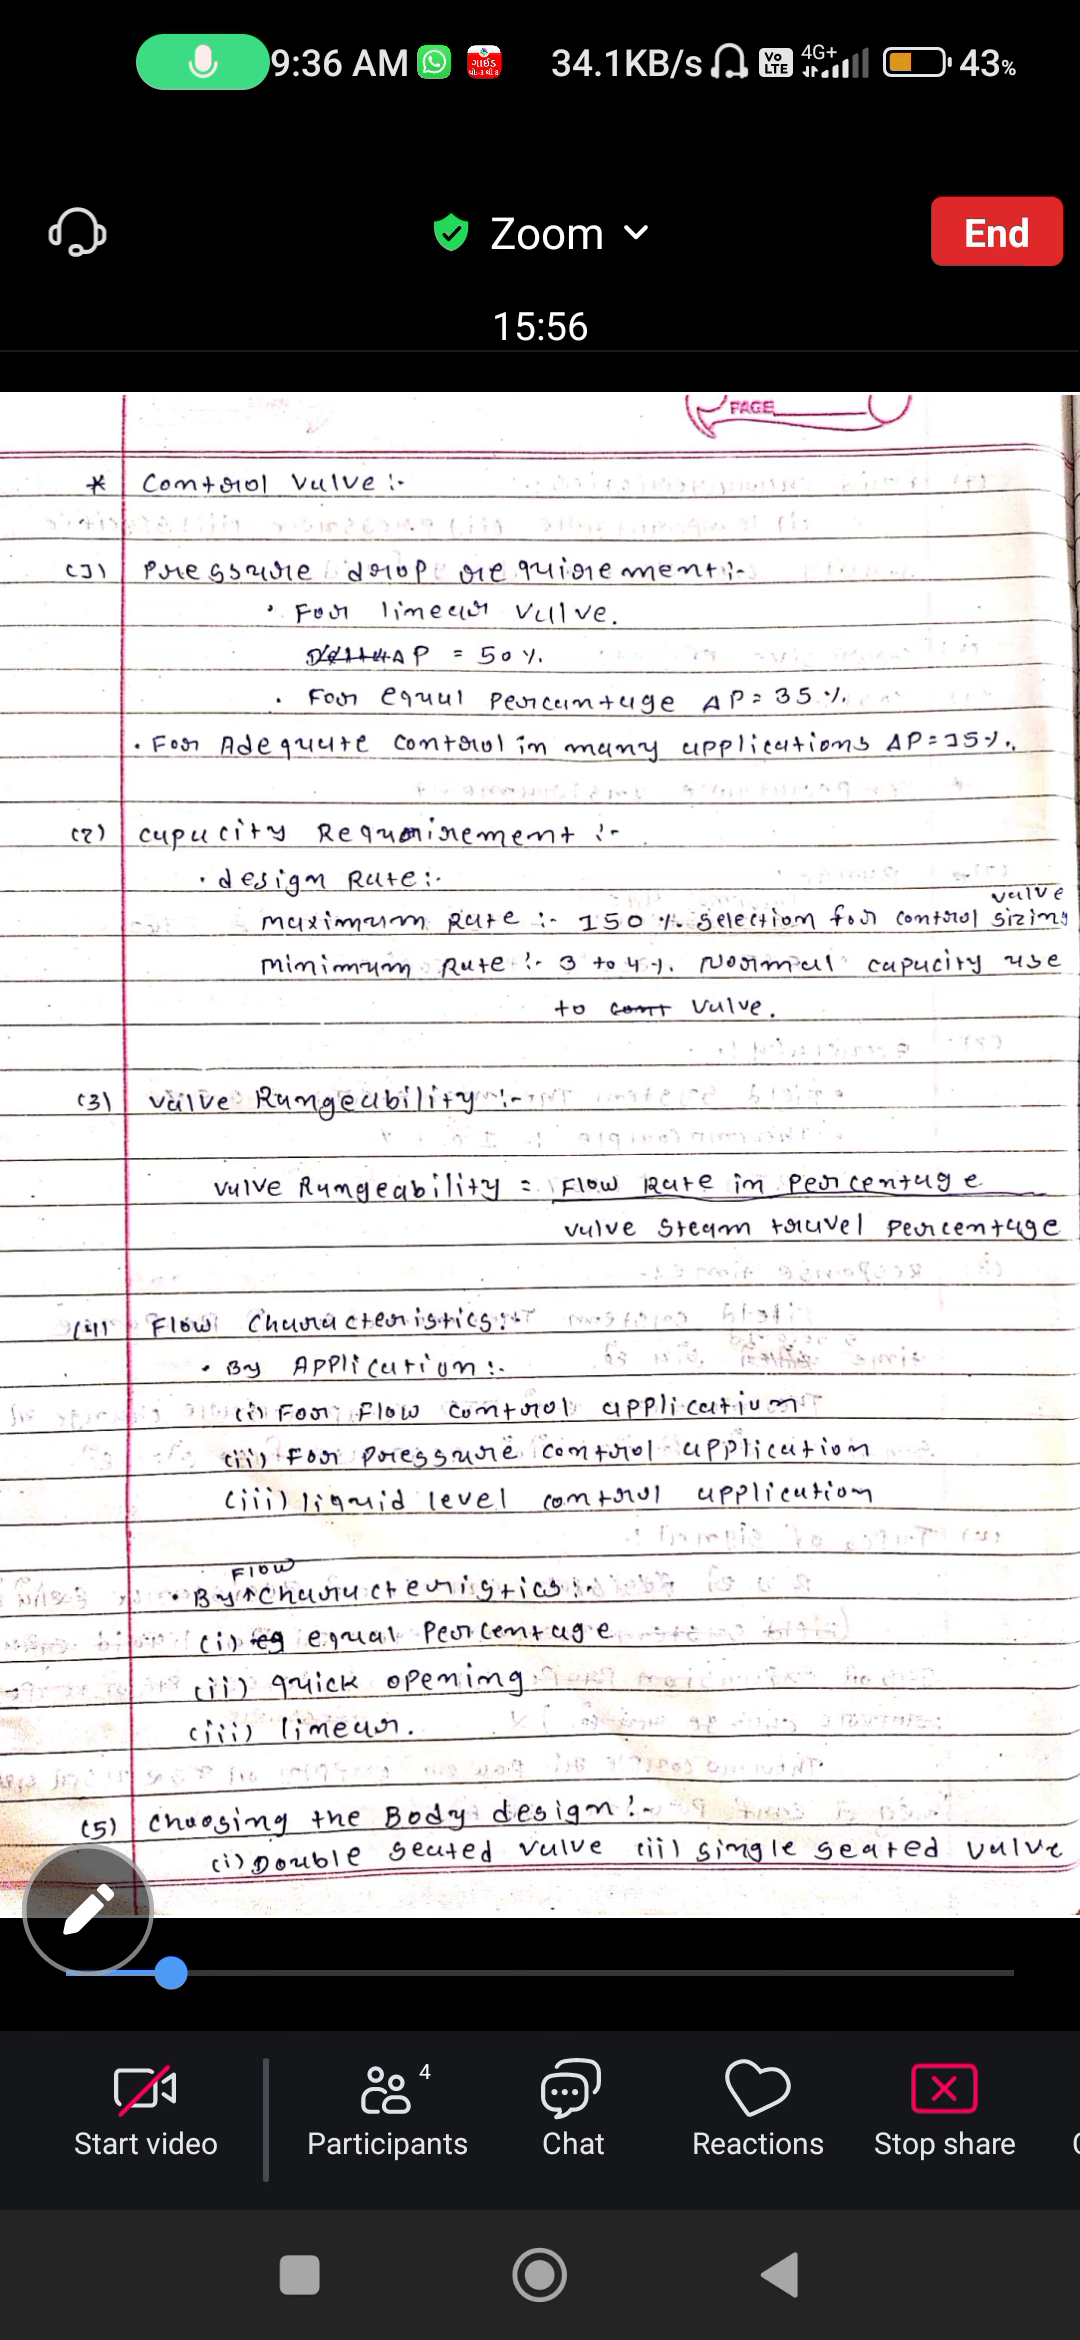 9:36 AM 34.1KB/s Vo LTE 4G+ 43%
Zoom
End
15:56
PAGE
* Control Valve :-
(1) Pressure drop requirement:-
• For linear Valve.
ΔP = 50 %.
• For equal Percentage ΔP = 35 %.
• For Adequate control in many applications ΔP = 15 %.
(2) capacity Requirement :-
• design Rate :-
valve
maximum Rate :- 150 %. Selection for control sizing
minimum Rate :- 3 to 4 %. Normal capacity use
to valve.
(3) valve Rangeability :-
valve Rangeability = Flow Rate in Percentage
valve Steam travel Percentage
(4) Flow Characteristics:-
• By Application :-
(i) For Flow control application
(ii) For Pressure control application
(iii) liquid level control application
Flow
• By ↑ Characteristics :-
(i) equal Percentage
(ii) quick opening
(iii) linear.
(5) choosing the Body design :-
(i) Double seated valve (ii) single seated valve
Start video
Participants 4
Chat
Reactions
Stop share